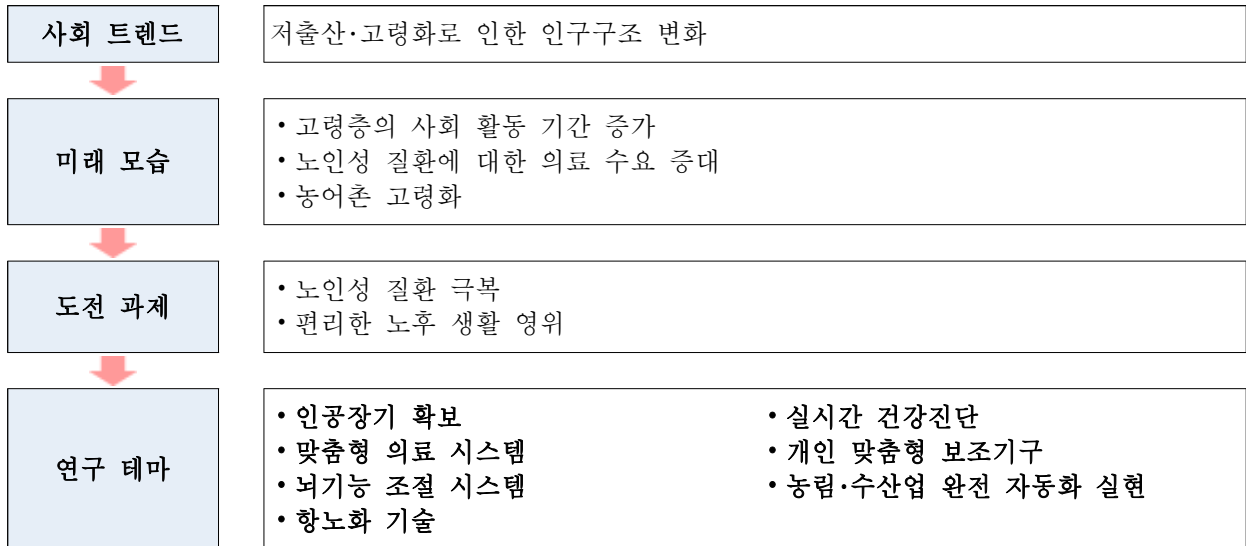 사회 트렌드
저출산·고령화로 인한 인구구조 변화
미래 모습
• 고령층의 사회 활동 기간 증가
• 노인성 질환에 대한 의료 수요 증대
• 농어촌 고령화
도전 과제
• 노인성 질환 극복
• 편리한 노후 생활 영위
연구 테마
• 인공장기 확보
• 맞춤형 의료 시스템
• 뇌기능 조절 시스템
• 항노화 기술
• 실시간 건강진단
• 개인 맞춤형 보조기구
• 농림·수산업 완전 자동화 실현